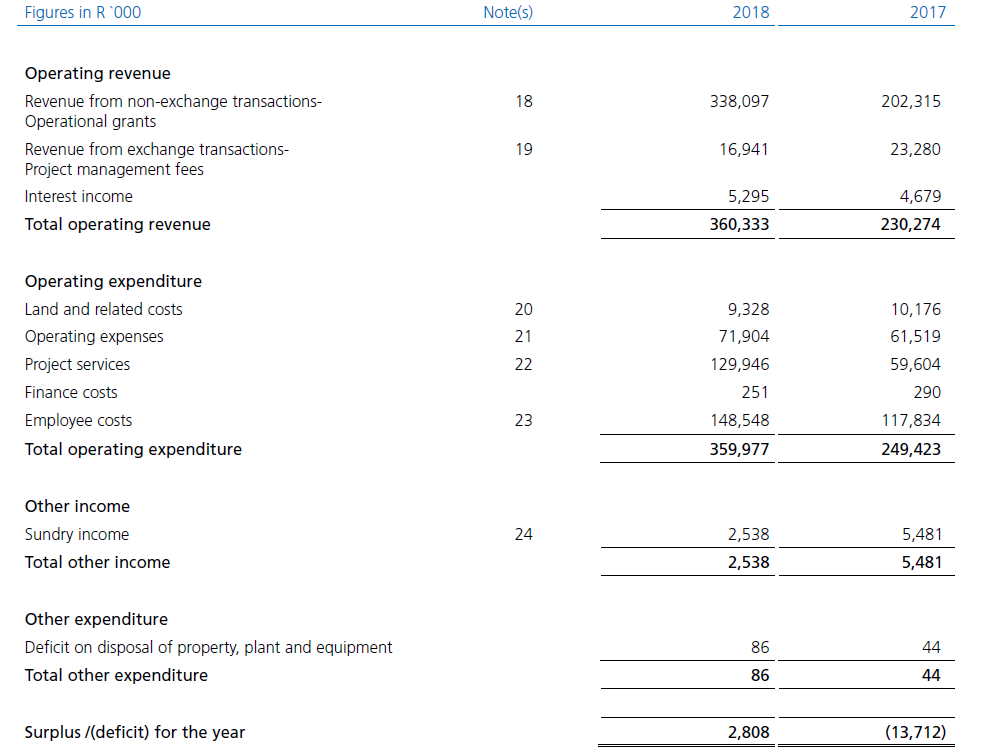 Figures in R `000 Note(s) 2018 2017
Operating revenue
Revenue from non-exchange transactions- 18 338,097 202,315
Operational grants
Revenue from exchange transactions- 19 16,941 23,280
Project management fees
Interest income 5,295 4,679
Total operating revenue 360,333 230,274
Operating expenditure
Land and related costs 20 9,328 10,176
Operating expenses 21 71,904 61,519
Project services 22 129,946 59,604
Finance costs 251 290
Employee costs 23 148,548 117,834
Total operating expenditure 359,977 249,423
Other income
Sundry income 24 2,538 5,481
Total other income 2,538 5,481
Other expenditure
Deficit on disposal of property, plant and equipment 86 44
Total other expenditure 86 44
Surplus /(deficit) for the year 2,808 (13,712)